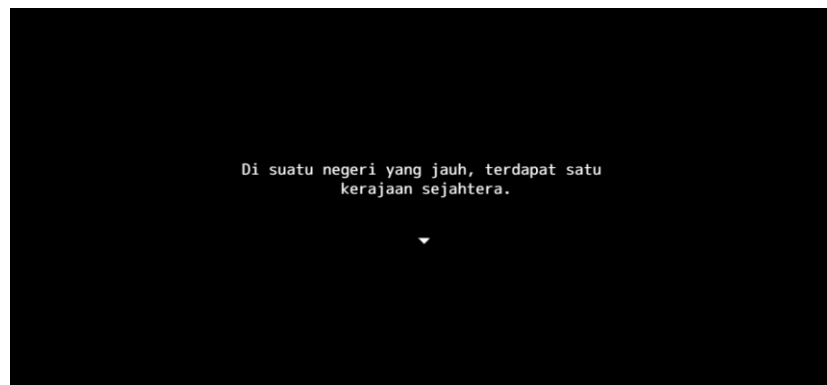 Di suatu negeri yang jauh, terdapat satu
kerajaan sejahtera.